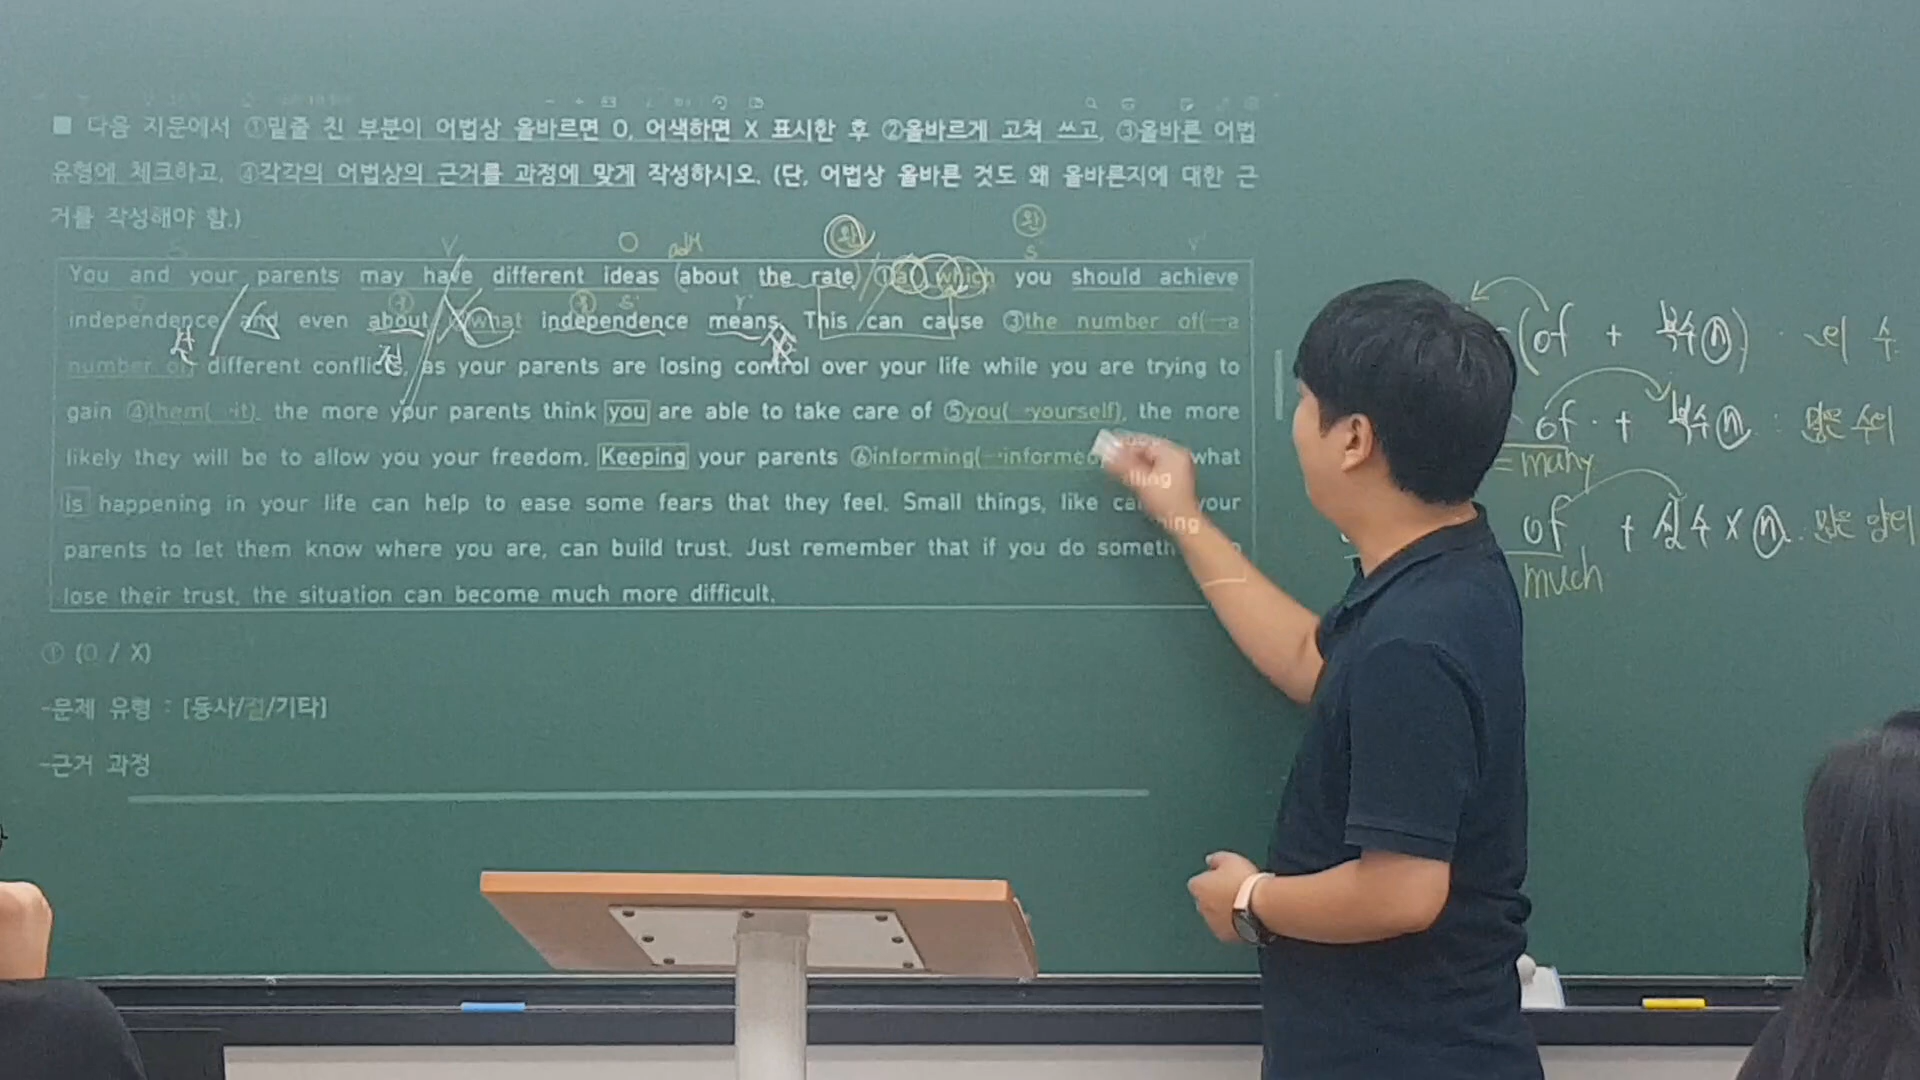 ■ 다음 지문에서 ①밑줄 친 부분이 어법상 올바르면 O, 어색하면 X 표시한 후 ②올바르게 고쳐 쓰고, ③올바른 어법
유형에 체크하고, ④각각의 어법상의 근거를 과정에 맞게 작성하시오. (단, 어법상 올바른 것도 왜 올바른지에 대한 근
거를 작성해야 함.)
완 완
S V O S V
You and your parents may have different ideas (about the rate) ①at which you should achieve
independence and even about ②what independence means. This can cause ③the number of(→a
number of) different conflicts, as your parents are losing control over your life while you are trying to
gain ④them(→it). the more your parents think you are able to take care of ⑤you(→yourself), the more
likely they will be to allow you your freedom. Keeping your parents ⑥informing(→informed what
is happening in your life can help to ease some fears that they feel. Small things, like your
parents to let them know where you are, can build trust. Just remember that if you do
lose their trust, the situation can become much more difficult.
① (O / X)
-문제 유형 : [동사/절/기타]
-근거 과정
(of + 복수 n) ~의 수
of + 복수 n : 많은 수의
= many
of + 셀수X n. 많은 양의
much